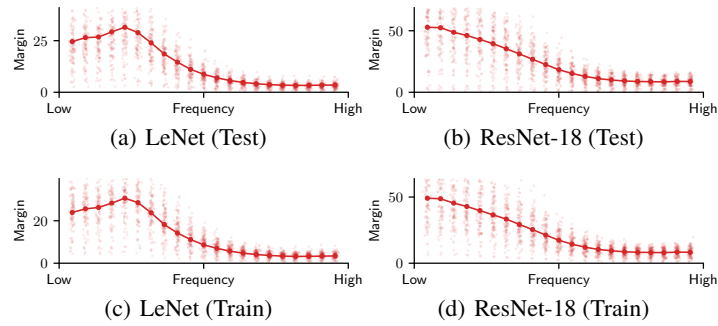 Margin
25
0
Low
Frequency
High
(a) LeNet (Test)
Margin
50
0
Low
Frequency
High
(b) ResNet-18 (Test)
Margin
20
0
Low
Frequency
High
(c) LeNet (Train)
Margin
50
0
Low
Frequency
High
(d) ResNet-18 (Train)